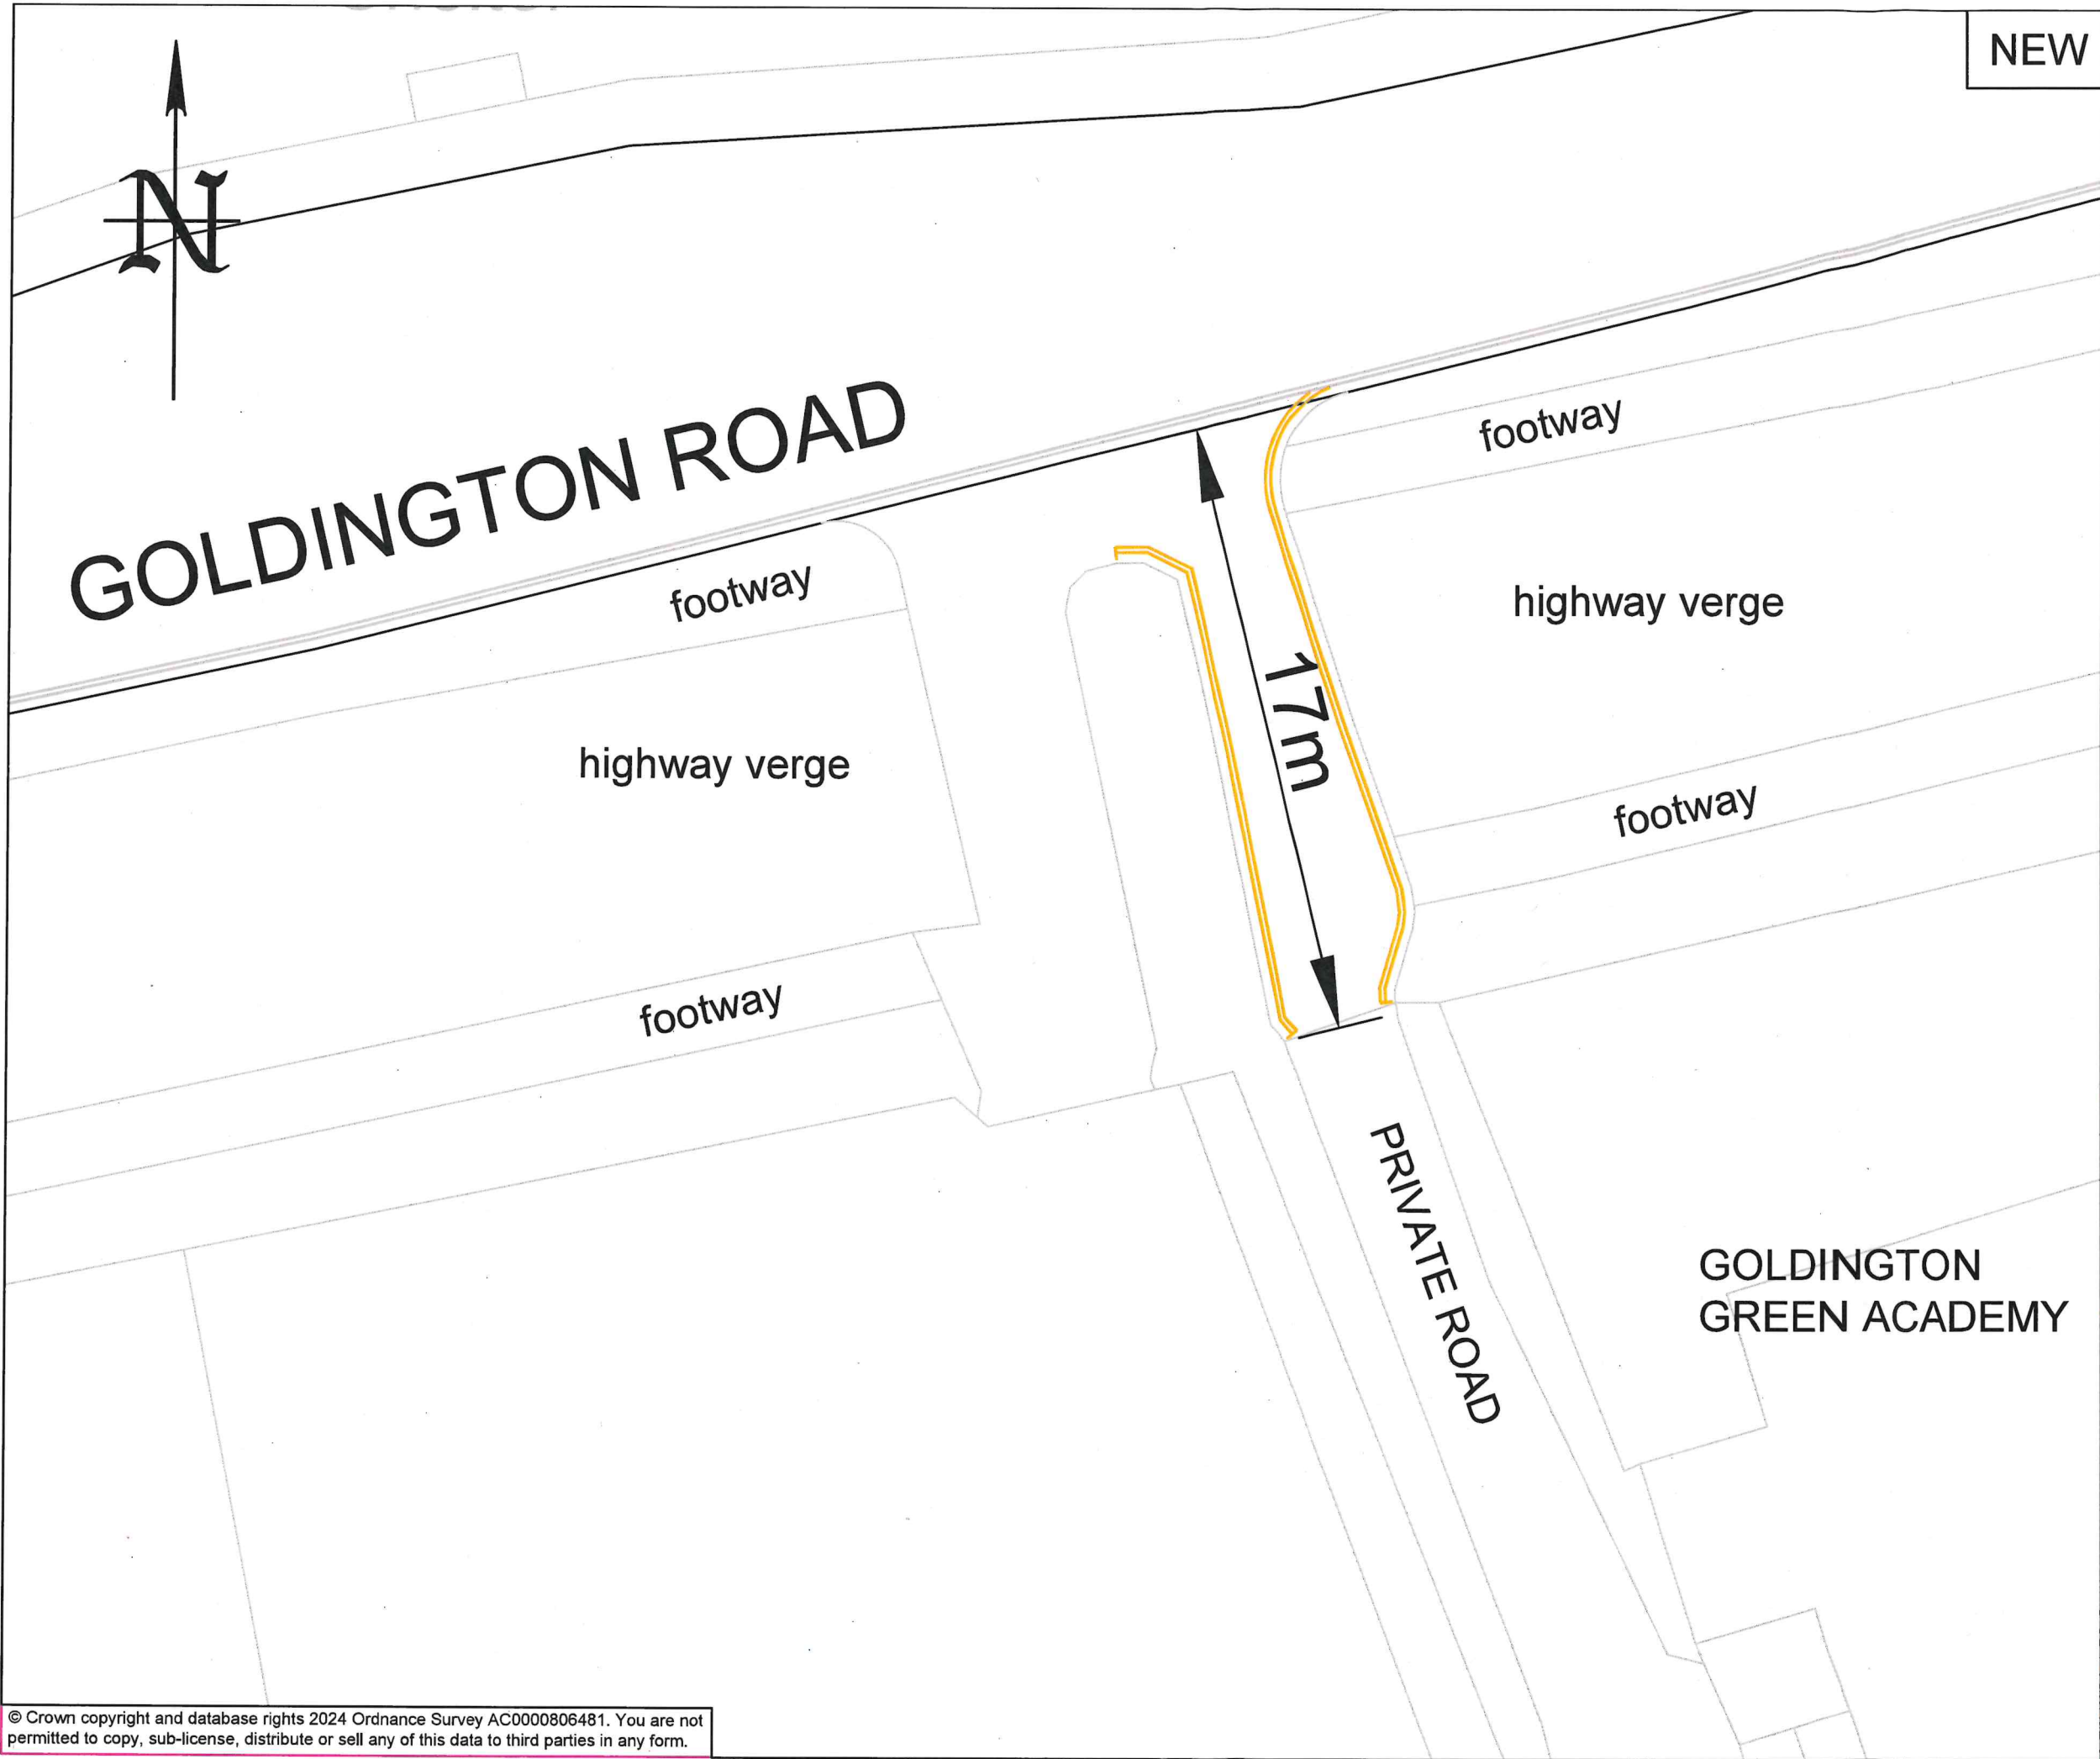 NEW
N
GOLDINGTON ROAD
footway
footway
highway verge
highway verge
17m
footway
footway
PRIVATE ROAD
GOLDINGTON
GREEN ACADEMY
© Crown copyright and database rights 2024 Ordnance Survey AC0000806481. You are not
permitted to copy, sub-license, distribute or sell any of this data to third parties in any form.